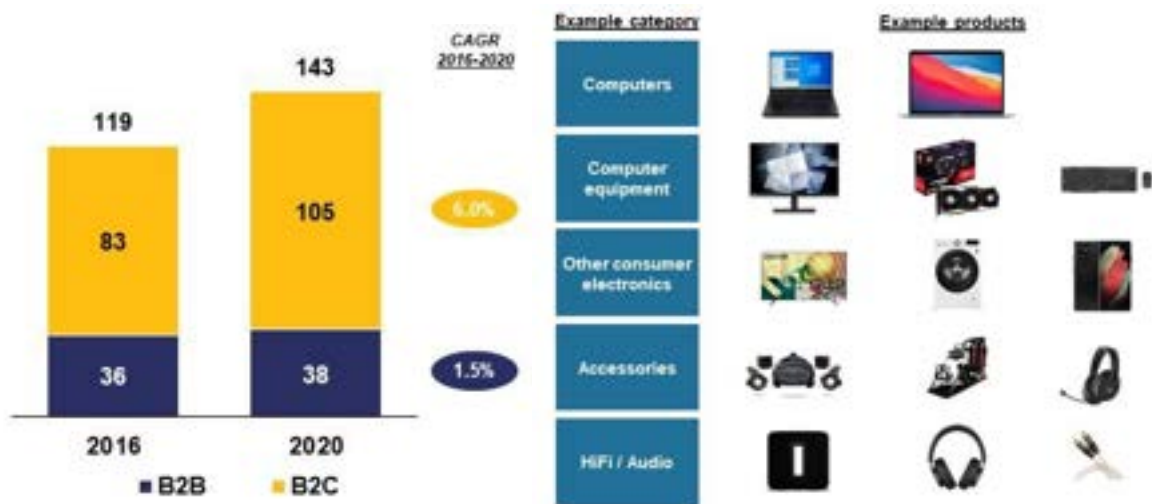 CAGR
2016-2020
119
143
83
105
36
38
6.0%
1.5%
2016
2020
B2B
B2C
Example category
Example products
Computers
Computer
equipment
Other consumer
electronics
Accessories
HiFi / Audio